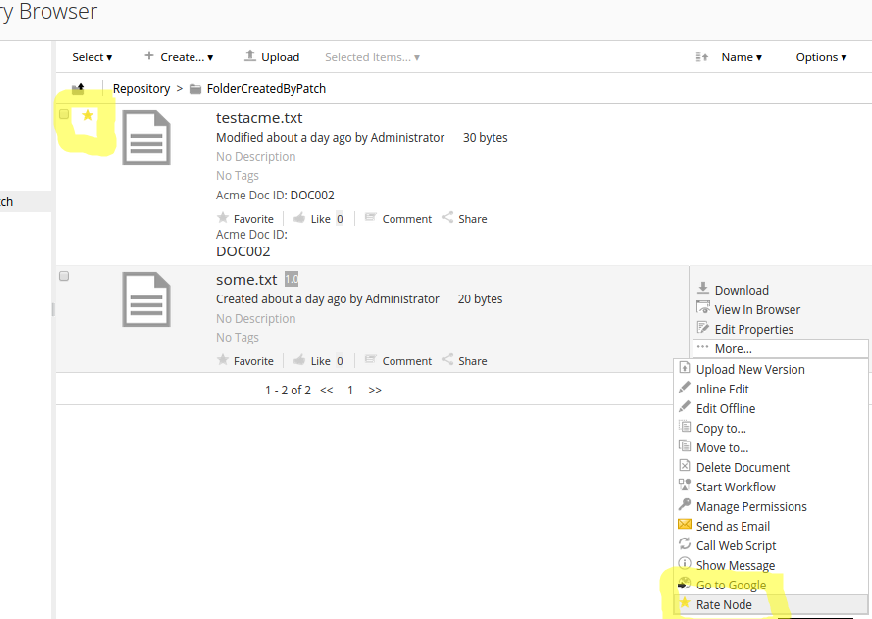 ry Browser
Select ▾ + Create... ▾ Upload Selected Items... ▾ Name ▾ Options ▾
Repository > FolderCreatedByPatch
testacme.txt
Modified about a day ago by Administrator 30 bytes
No Description
No Tags
Acme Doc ID: DOC002
tch
Favorite Like 0 Comment Share
Acme Doc ID:
DOC002
some.txt 1.0
Created about a day ago by Administrator 20 bytes
No Description
No Tags
Favorite Like 0 Comment Share
1 - 2 of 2 << 1 >>
Download
View In Browser
Edit Properties
More...
Upload New Version
Inline Edit
Edit Offline
Copy to...
Move to...
Delete Document
Start Workflow
Manage Permissions
Send as Email
Call Web Script
Show Message
Go to Google
Rate Node